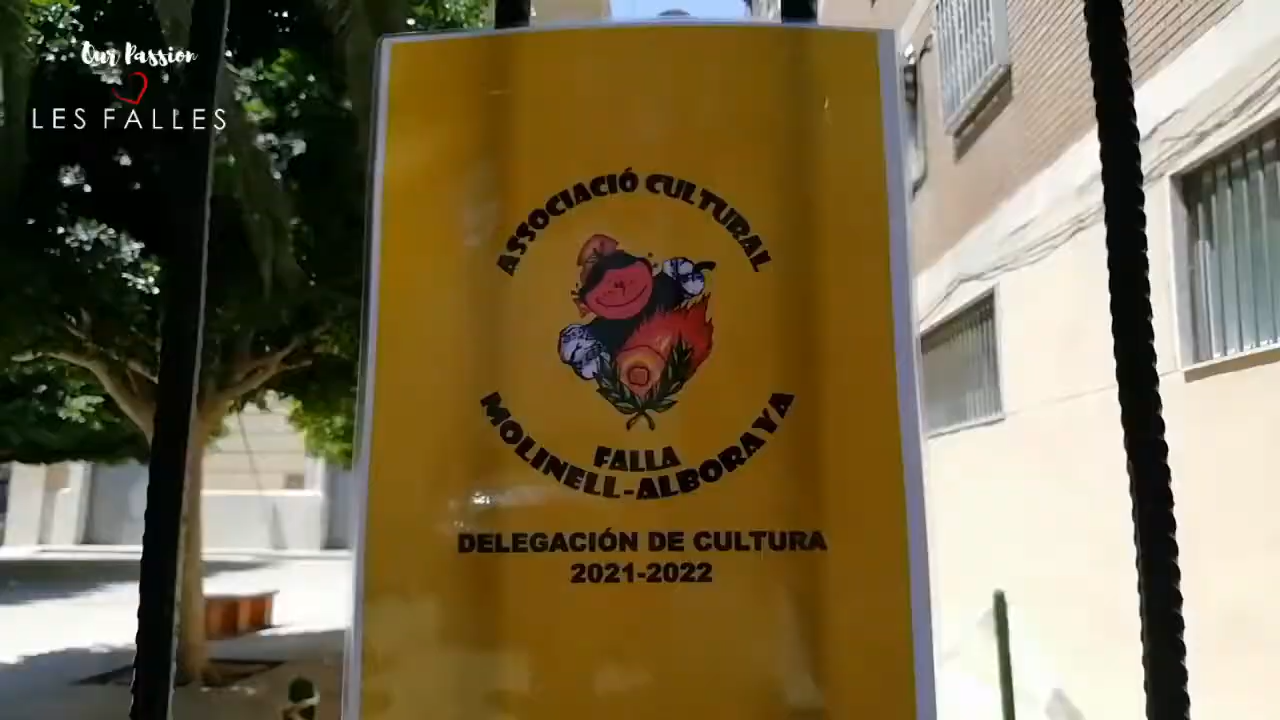 Our Passion
LES FALLES
ASSOCIACIÓ CULTURAL
FALLA
MOLINELL-ALBORAYA
DELEGACIÓN DE CULTURA
2021-2022